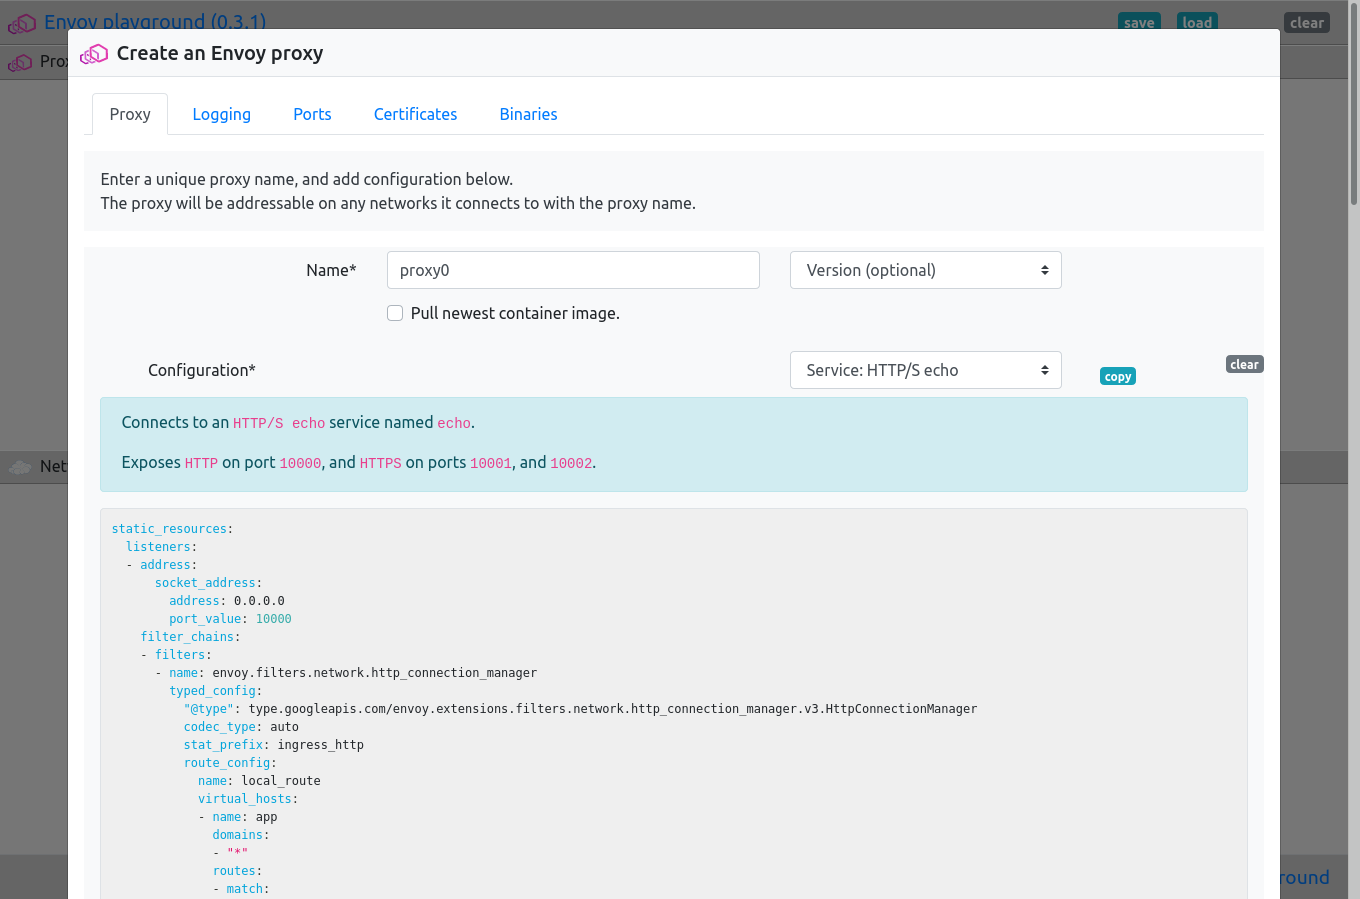 Envoy playground (0.3.1)
save
load
clear
Create an Envoy proxy
Proxy
Logging
Ports
Certificates
Binaries
Enter a unique proxy name, and add configuration below.
The proxy will be addressable on any networks it connects to with the proxy name.
Name*
proxy0
Version (optional)
Pull newest container image.
Configuration*
Service: HTTP/S echo
copy
clear
Connects to an HTTP/S echo service named echo.
Exposes HTTP on port 10000, and HTTPS on ports 10001, and 10002.
static_resources:
listeners:
- address:
socket_address:
address: 0.0.0.0
port_value: 10000
filter_chains:
- filters:
- name: envoy.filters.network.http_connection_manager
typed_config:
"@type": type.googleapis.com/envoy.extensions.filters.network.http_connection_manager.v3.HttpConnectionManager
codec_type: auto
stat_prefix: ingress_http
route_config:
name: local_route
virtual_hosts:
- name: app
domains:
- "*"
routes:
- match: